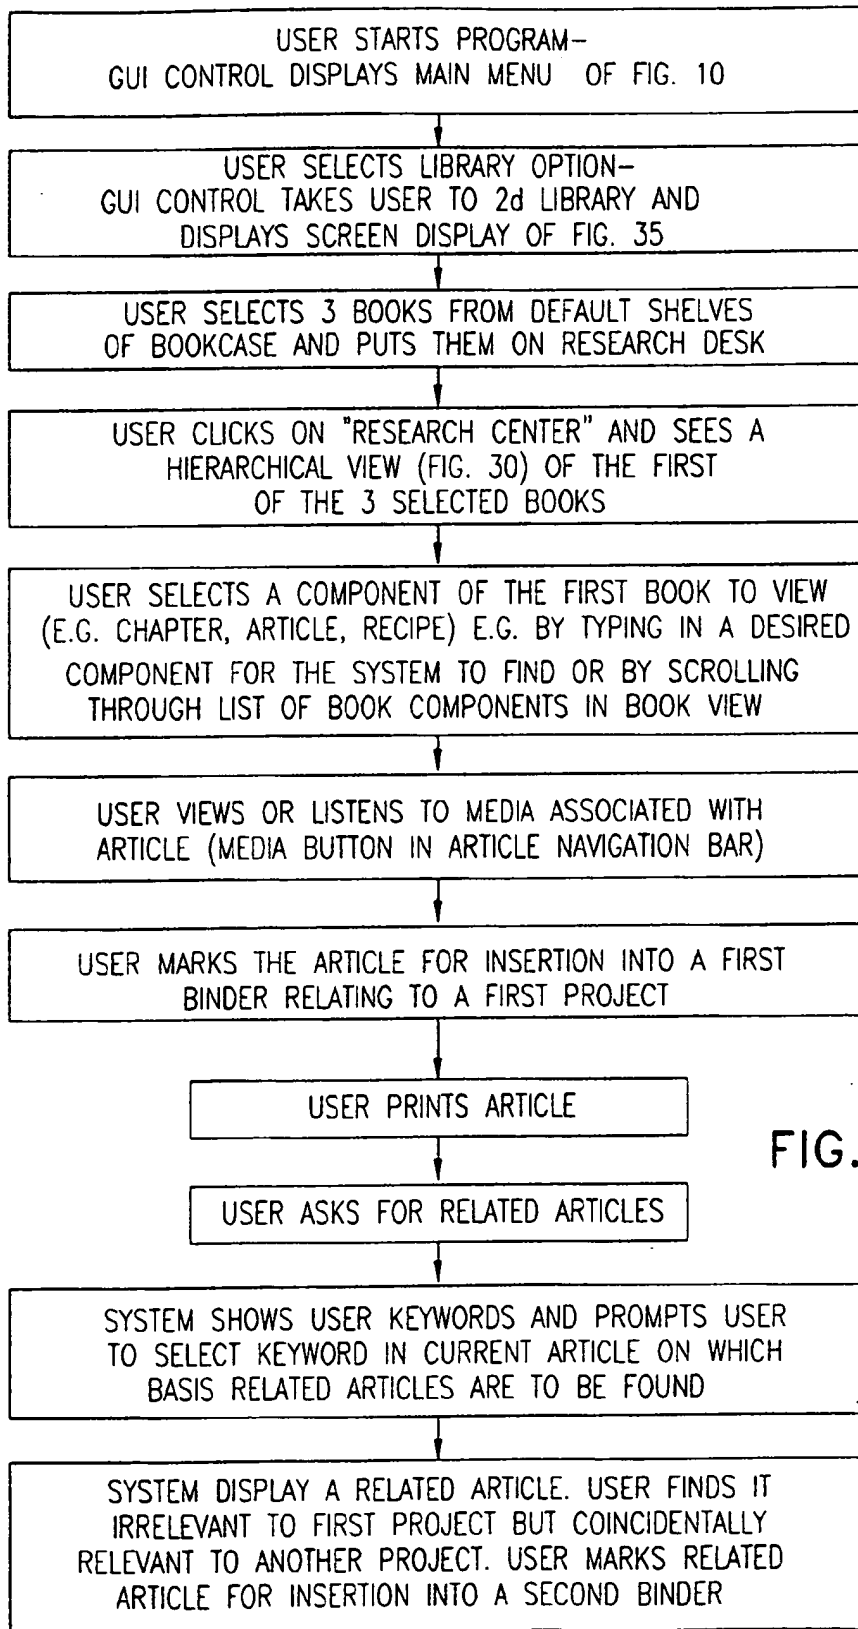 USER STARTS PROGRAM-
GUI CONTROL DISPLAYS MAIN MENU OF FIG. 10
USER SELECTS LIBRARY OPTION-
GUI CONTROL TAKES USER TO 2d LIBRARY AND
DISPLAYS SCREEN DISPLAY OF FIG. 35
USER SELECTS 3 BOOKS FROM DEFAULT SHELVES
OF BOOKCASE AND PUTS THEM ON RESEARCH DESK
USER CLICKS ON "RESEARCH CENTER" AND SEES A
HIERARCHICAL VIEW (FIG. 30) OF THE FIRST
OF THE 3 SELECTED BOOKS
USER SELECTS A COMPONENT OF THE FIRST BOOK TO VIEW
(E.G. CHAPTER, ARTICLE, RECIPE) E.G. BY TYPING IN A DESIRED
COMPONENT FOR THE SYSTEM TO FIND OR BY SCROLLING
THROUGH LIST OF BOOK COMPONENTS IN BOOK VIEW
USER VIEWS OR LISTENS TO MEDIA ASSOCIATED WITH
ARTICLE (MEDIA BUTTON IN ARTICLE NAVIGATION BAR)
USER MARKS THE ARTICLE FOR INSERTION INTO A FIRST
BINDER RELATING TO A FIRST PROJECT
USER PRINTS ARTICLE
FIG.
USER ASKS FOR RELATED ARTICLES
SYSTEM SHOWS USER KEYWORDS AND PROMPTS USER
TO SELECT KEYWORD IN CURRENT ARTICLE ON WHICH
BASIS RELATED ARTICLES ARE TO BE FOUND
SYSTEM DISPLAY A RELATED ARTICLE. USER FINDS IT
IRRELEVANT TO FIRST PROJECT BUT COINCIDENTALLY
RELEVANT TO ANOTHER PROJECT. USER MARKS RELATED
ARTICLE FOR INSERTION INTO A SECOND BINDER